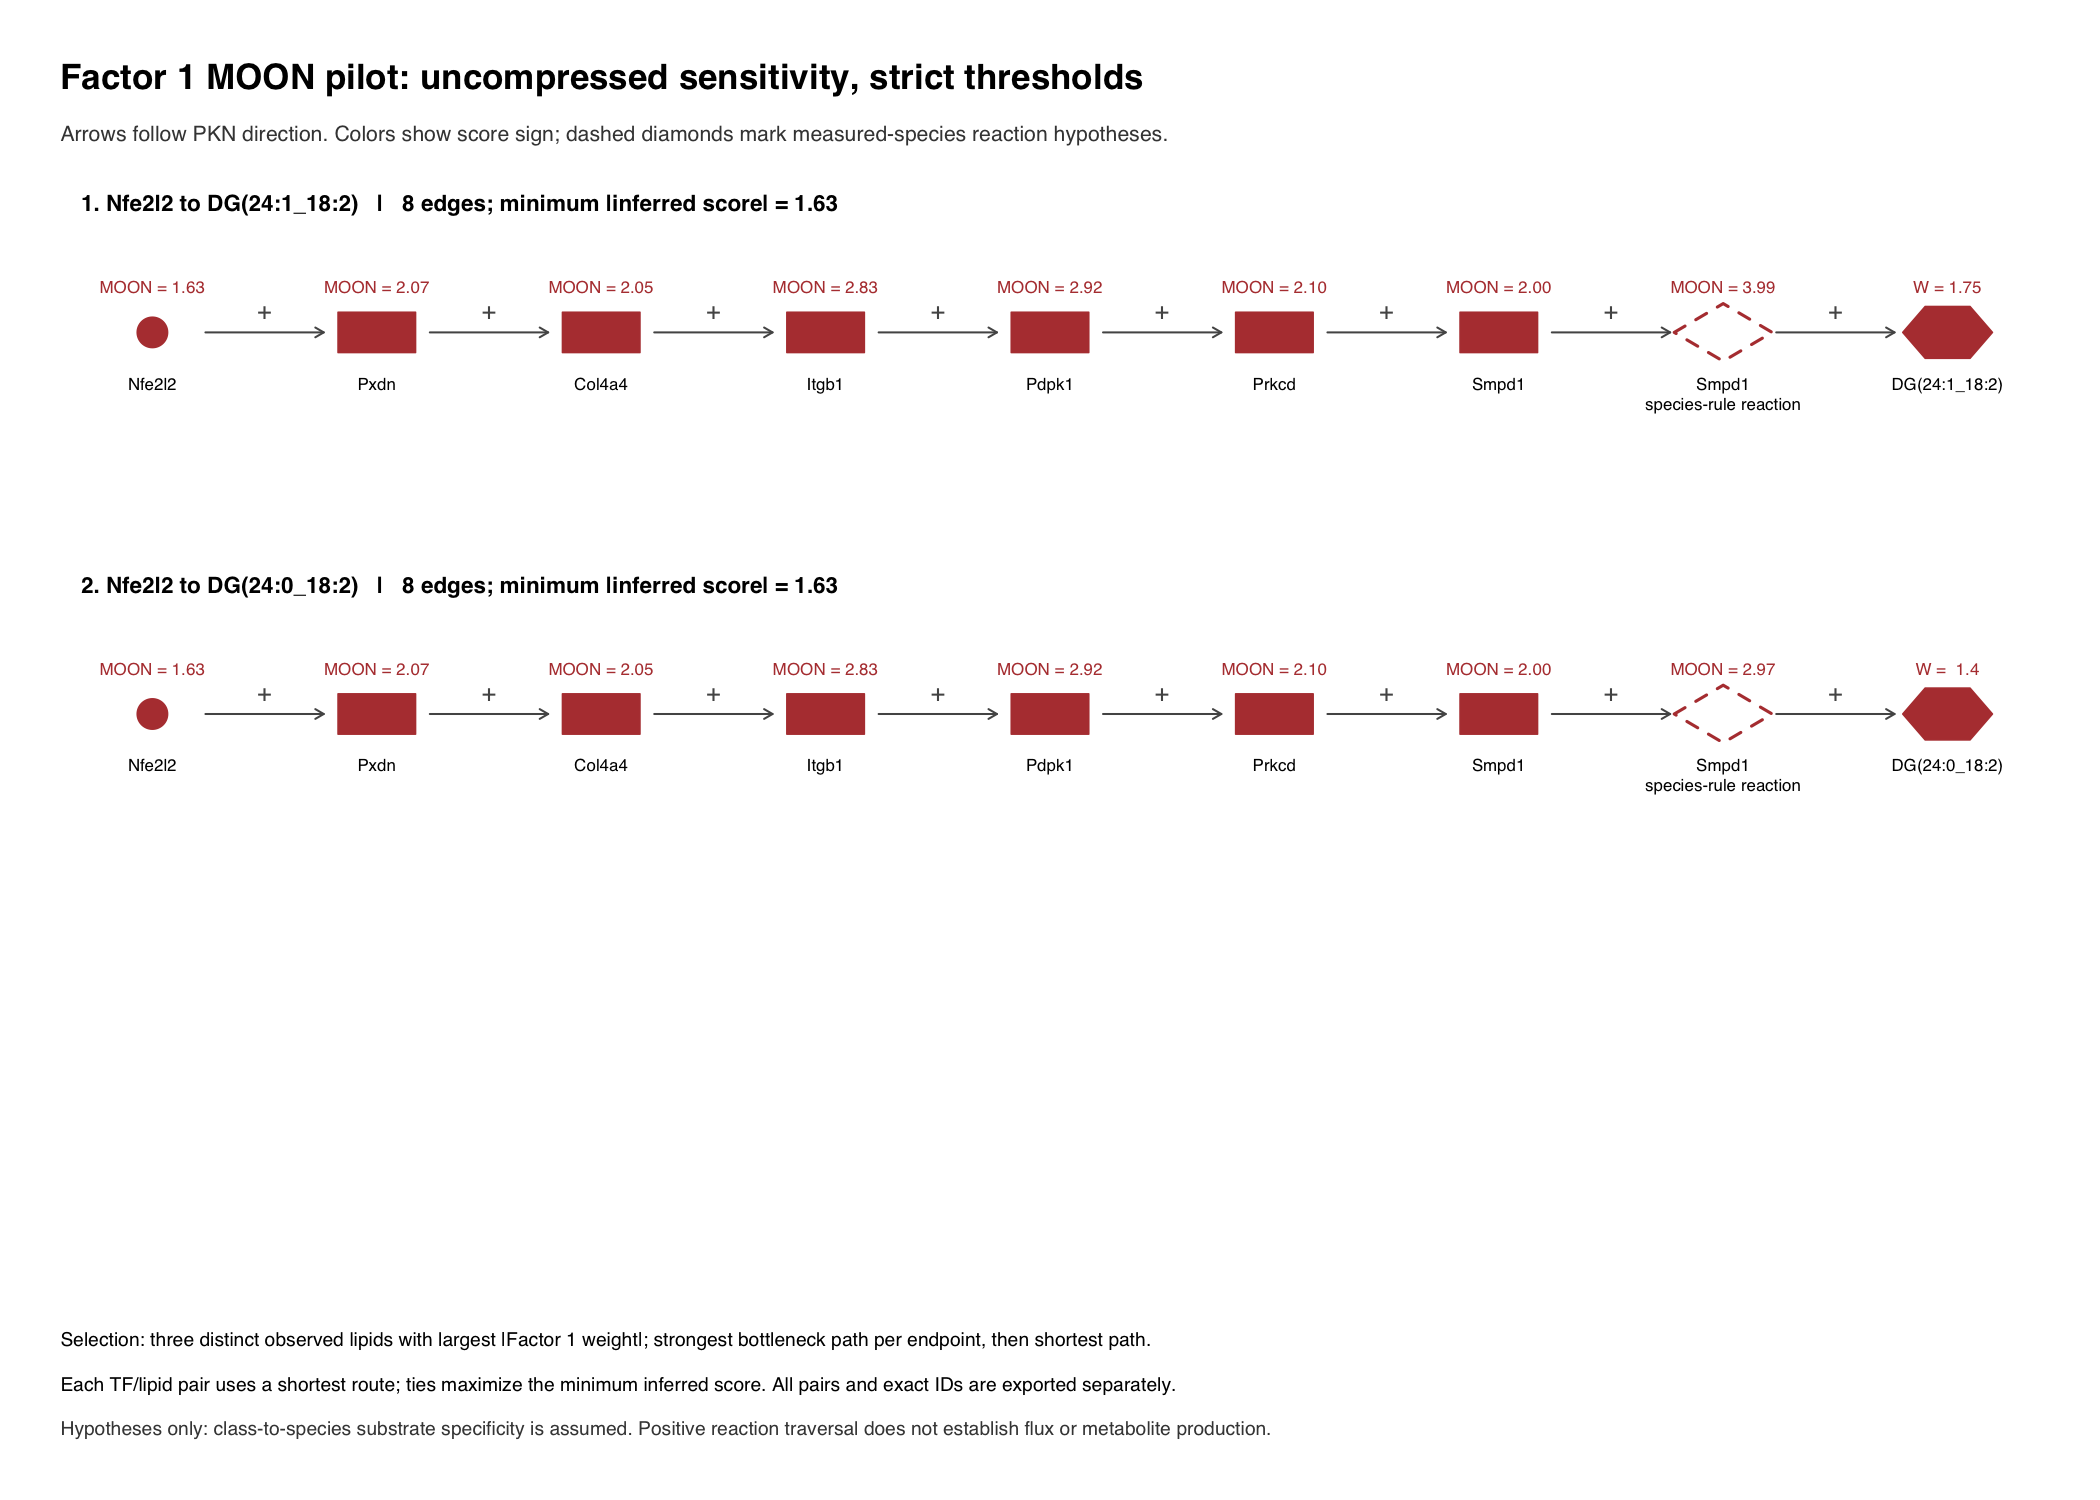 Factor 1 MOON pilot: uncompressed sensitivity, strict thresholds
Arrows follow PKN direction. Colors show score sign; dashed diamonds mark measured-species reaction hypotheses.
1. Nfe2l2 to DG(24:1_18:2) | 8 edges; minimum |inferred score| = 1.63
MOON = 1.63 MOON = 2.07 MOON = 2.05 MOON = 2.83 MOON = 2.92 MOON = 2.10 MOON = 2.00 MOON = 3.99 W = 1.75
+ + + + + + + +
Nfe2l2 Pxdn Col4a4 Itgb1 Pdpk1 Prkcd Smpd1 Smpd1 DG(24:1_18:2)
species-rule reaction
2. Nfe2l2 to DG(24:0_18:2) | 8 edges; minimum |inferred score| = 1.63
MOON = 1.63 MOON = 2.07 MOON = 2.05 MOON = 2.83 MOON = 2.92 MOON = 2.10 MOON = 2.00 MOON = 2.97 W = 1.4
+ + + + + + + +
Nfe2l2 Pxdn Col4a4 Itgb1 Pdpk1 Prkcd Smpd1 Smpd1 DG(24:0_18:2)
species-rule reaction
Selection: three distinct observed lipids with largest |Factor 1 weight|; strongest bottleneck path per endpoint, then shortest path.
Each TF/lipid pair uses a shortest route; ties maximize the minimum inferred score. All pairs and exact IDs are exported separately.
Hypotheses only: class-to-species substrate specificity is assumed. Positive reaction traversal does not establish flux or metabolite production.